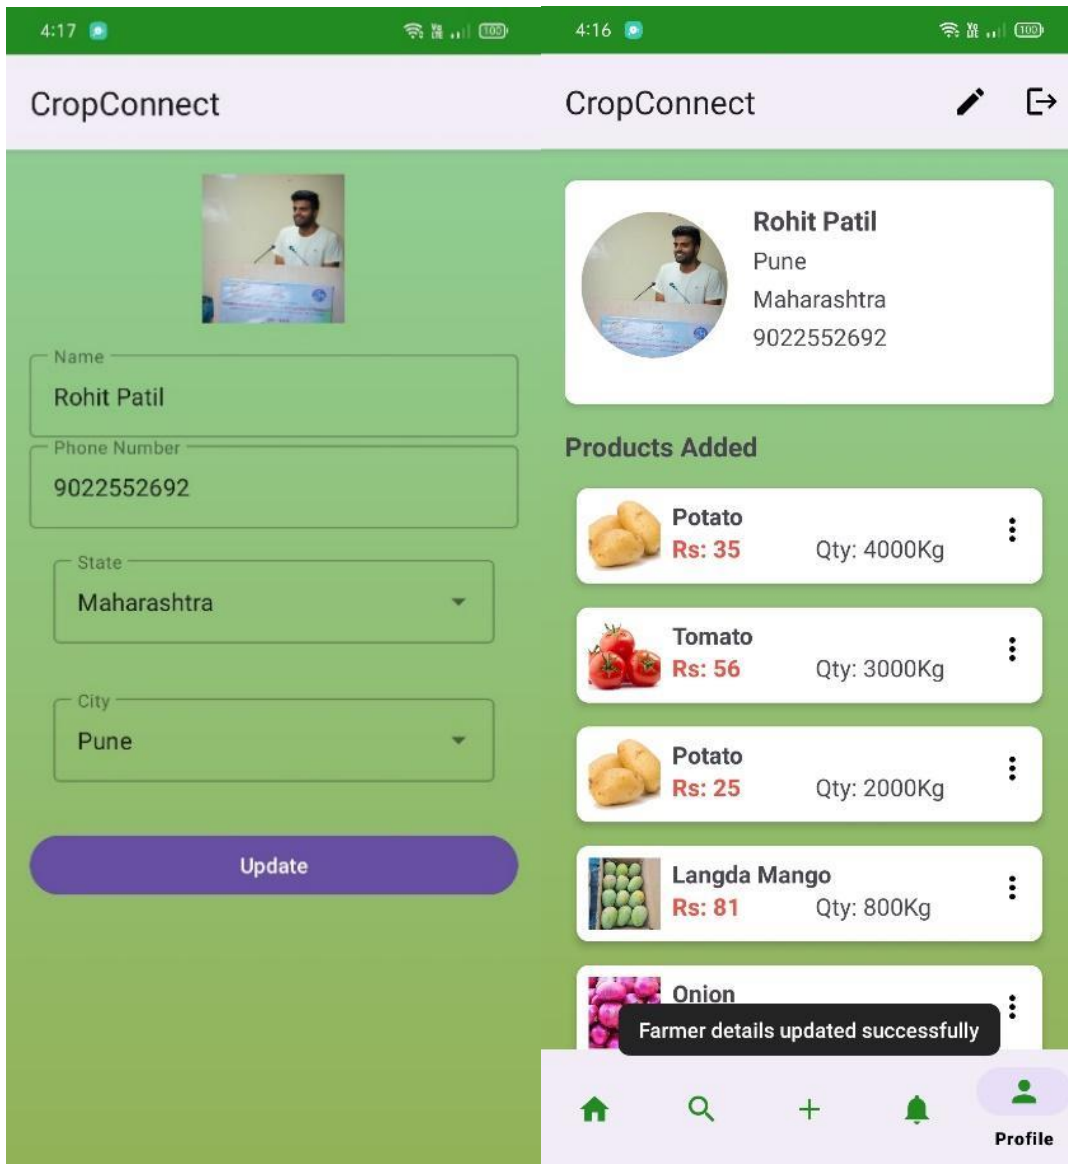 4:17
100
CropConnect
Name
Rohit Patil
Phone Number
9022552692
State
Maharashtra
City
Pune
Update
4:16
100
CropConnect
Rohit Patil
Pune
Maharashtra
9022552692
Products Added
Potato
Rs: 35 Qty: 4000Kg
Tomato
Rs: 56 Qty: 3000Kg
Potato
Rs: 25 Qty: 2000Kg
Langda Mango
Rs: 81 Qty: 800Kg
Onion
Farmer details updated successfully
Profile